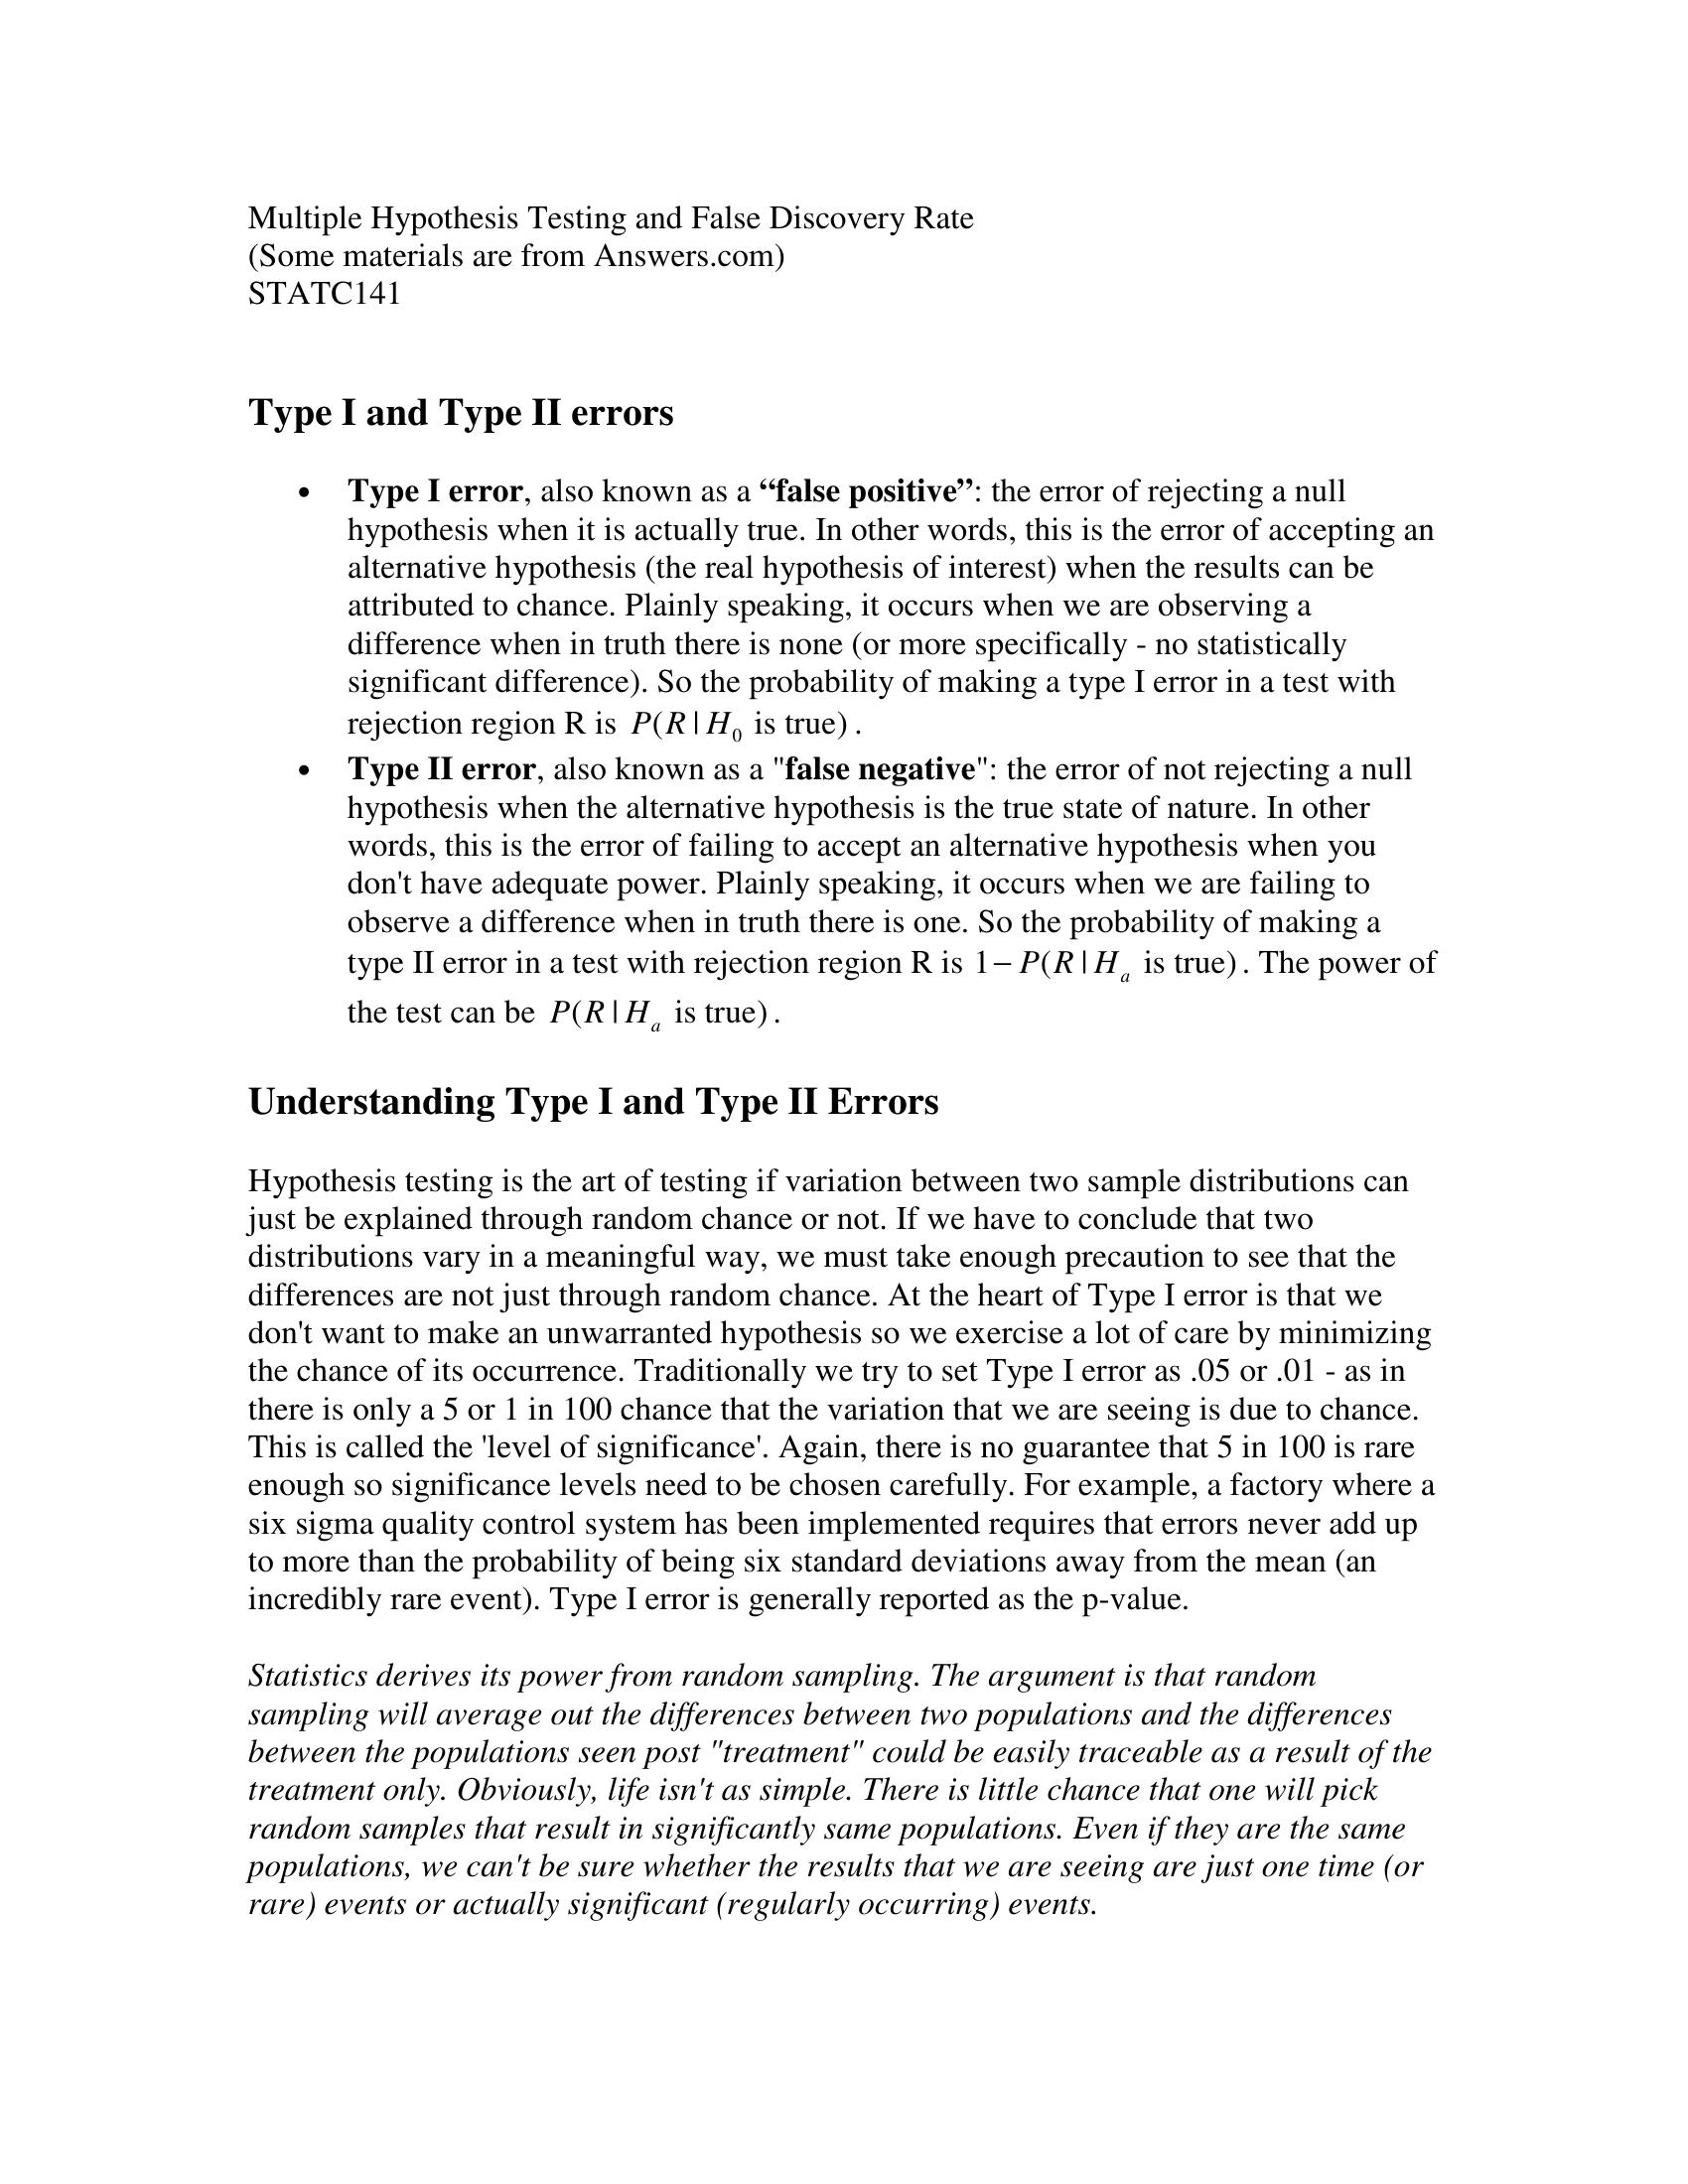 Multiple Hypothesis Testing and False Discovery Rate
(Some materials are from Answers.com)
STATC141
Type I and Type II errors
• Type I error, also known as a “false positive”: the error of rejecting a null
hypothesis when it is actually true. In other words, this is the error of accepting an
alternative hypothesis (the real hypothesis of interest) when the results can be
attributed to chance. Plainly speaking, it occurs when we are observing a
difference when in truth there is none (or more specifically - no statistically
significant difference). So the probability of making a type I error in a test with
rejection region R is P(R | H₀ is true) .
• Type II error, also known as a "false negative": the error of not rejecting a null
hypothesis when the alternative hypothesis is the true state of nature. In other
words, this is the error of failing to accept an alternative hypothesis when you
don't have adequate power. Plainly speaking, it occurs when we are failing to
observe a difference when in truth there is one. So the probability of making a
type II error in a test with rejection region R is 1 − P(R | Hₐ is true) . The power of
the test can be P(R | Hₐ is true) .
Understanding Type I and Type II Errors
Hypothesis testing is the art of testing if variation between two sample distributions can
just be explained through random chance or not. If we have to conclude that two
distributions vary in a meaningful way, we must take enough precaution to see that the
differences are not just through random chance. At the heart of Type I error is that we
don't want to make an unwarranted hypothesis so we exercise a lot of care by minimizing
the chance of its occurrence. Traditionally we try to set Type I error as .05 or .01 - as in
there is only a 5 or 1 in 100 chance that the variation that we are seeing is due to chance.
This is called the 'level of significance'. Again, there is no guarantee that 5 in 100 is rare
enough so significance levels need to be chosen carefully. For example, a factory where a
six sigma quality control system has been implemented requires that errors never add up
to more than the probability of being six standard deviations away from the mean (an
incredibly rare event). Type I error is generally reported as the p-value.
Statistics derives its power from random sampling. The argument is that random
sampling will average out the differences between two populations and the differences
between the populations seen post "treatment" could be easily traceable as a result of the
treatment only. Obviously, life isn't as simple. There is little chance that one will pick
random samples that result in significantly same populations. Even if they are the same
populations, we can't be sure whether the results that we are seeing are just one time (or
rare) events or actually significant (regularly occurring) events.